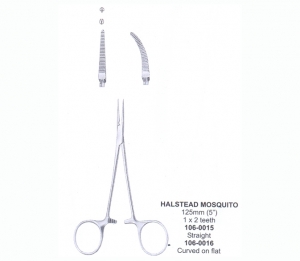 HALSTEAD MOSQUITO
125mm (5")
1 x 2 teeth
106-0015
Straight
106-0016
Curved on flat